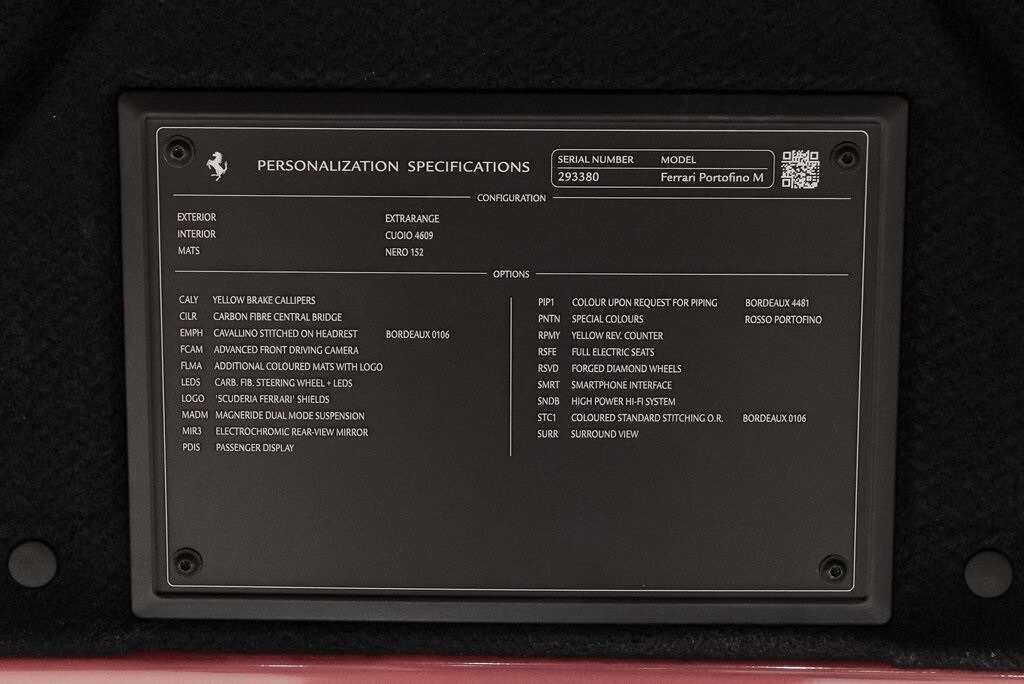 PERSONALIZATION SPECIFICATIONS
SERIAL NUMBER MODEL
293380 Ferrari Portofino M
CONFIGURATION
EXTERIOR EXTRARANGE
INTERIOR CUOIO 4609
MATS NERO 152
OPTIONS
CALY YELLOW BRAKE CALLIPERS
CILR CARBON FIBRE CENTRAL BRIDGE
EMPH CAVALLINO STITCHED ON HEADREST BORDEAUX 0106
FCAM ADVANCED FRONT DRIVING CAMERA
FLMA ADDITIONAL COLOURED MATS WITH LOGO
LEDS CARB. FIB. STEERING WHEEL + LEDS
LOGO 'SCUDERIA FERRARI' SHIELDS
MADM MAGNERIDE DUAL MODE SUSPENSION
MIR3 ELECTROCHROMIC REAR-VIEW MIRROR
PDIS PASSENGER DISPLAY
PIP1 COLOUR UPON REQUEST FOR PIPING BORDEAUX 4481
PNTN SPECIAL COLOURS ROSSO PORTOFINO
RPMY YELLOW REV. COUNTER
RSFE FULL ELECTRIC SEATS
RSVD FORGED DIAMOND WHEELS
SMRT SMARTPHONE INTERFACE
SNDB HIGH POWER HI-FI SYSTEM
STC1 COLOURED STANDARD STITCHING O.R. BORDEAUX 0106
SURR SURROUND VIEW